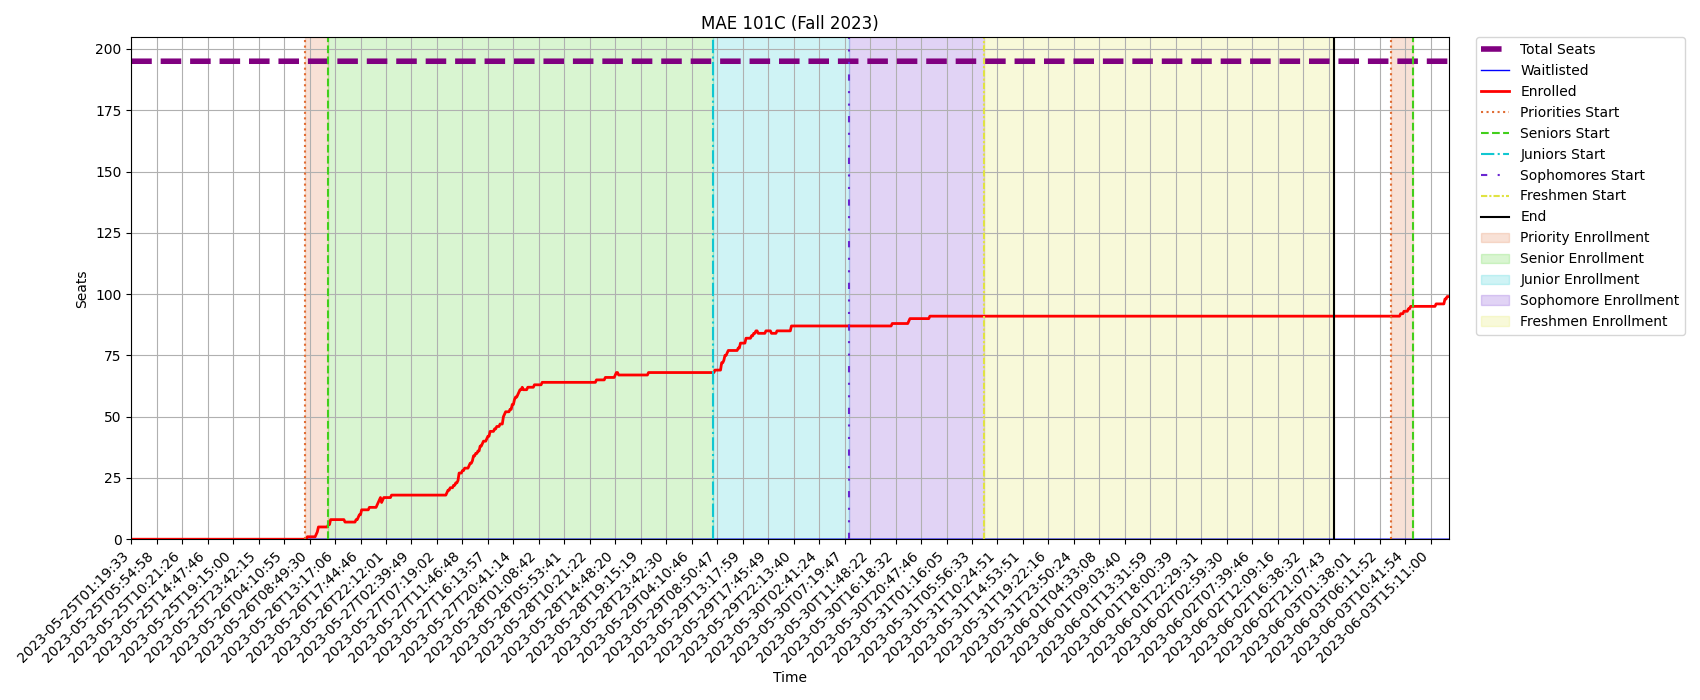 MAE 101C (Fall 2023)
Seats
200
175
150
125
100
75
50
25
0
2023-05-25T01:19:33
2023-05-25T05:54:58
2023-05-25T10:21:26
2023-05-25T14:47:46
2023-05-25T19:15:00
2023-05-25T23:42:15
2023-05-26T04:10:55
2023-05-26T08:49:30
2023-05-26T13:17:06
2023-05-26T17:44:46
2023-05-26T22:12:01
2023-05-27T02:39:49
2023-05-27T07:19:02
2023-05-27T11:46:48
2023-05-27T16:13:57
2023-05-27T20:41:14
2023-05-28T01:08:42
2023-05-28T05:53:41
2023-05-28T10:21:22
2023-05-28T14:48:20
2023-05-28T19:15:19
2023-05-28T23:42:30
2023-05-29T04:10:46
2023-05-29T08:50:47
2023-05-29T13:17:59
2023-05-29T17:45:49
2023-05-29T22:13:40
2023-05-30T02:41:24
2023-05-30T07:19:47
2023-05-30T11:48:22
2023-05-30T16:18:32
2023-05-30T20:47:46
2023-05-31T01:16:05
2023-05-31T05:56:33
2023-05-31T10:24:51
2023-05-31T14:53:51
2023-05-31T19:22:16
2023-05-31T23:50:24
2023-06-01T04:33:08
2023-06-01T09:03:40
2023-06-01T13:31:59
2023-06-01T18:00:39
2023-06-01T22:29:31
2023-06-02T02:59:30
2023-06-02T07:39:46
2023-06-02T12:09:16
2023-06-02T16:38:32
2023-06-02T21:07:43
2023-06-03T01:38:01
2023-06-03T06:11:52
2023-06-03T10:41:54
2023-06-03T15:11:00
Time
Total Seats
Waitlisted
Enrolled
Priorities Start
Seniors Start
Juniors Start
Sophomores Start
Freshmen Start
End
Priority Enrollment
Senior Enrollment
Junior Enrollment
Sophomore Enrollment
Freshmen Enrollment